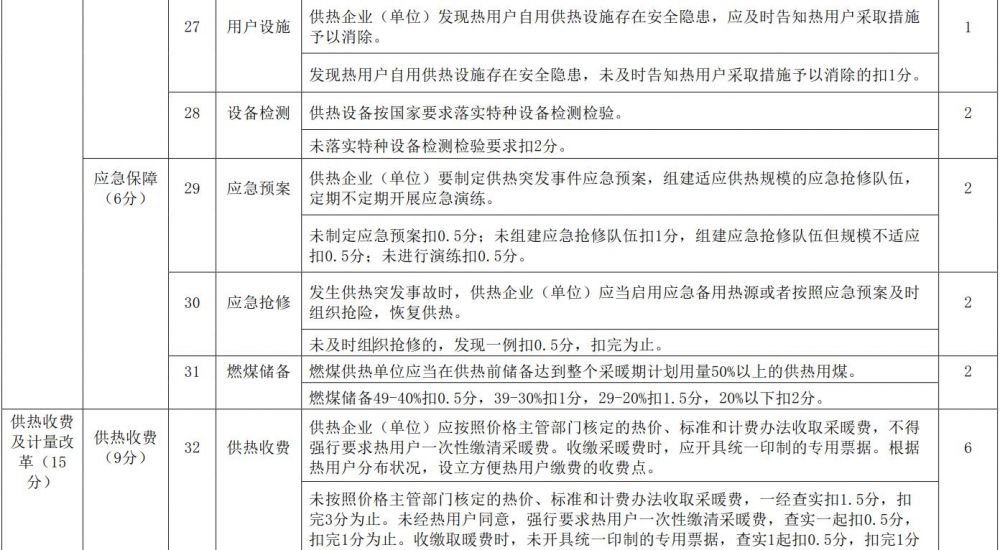 27
用户设施
供热企业（单位）发现热用户自用供热设施存在安全隐患，应及时告知热用户采取措施
予以消除。
1
发现热用户自用供热设施存在安全隐患，未及时告知热用户采取措施予以消除的扣1分。
28
设备检测
供热设备按国家要求落实特种设备检测检验。
2
未落实特种设备检测检验要求扣2分。
应急保障
（6分）
29
应急预案
供热企业（单位）要制定供热突发事件应急预案，组建适应供热规模的应急抢修队伍，
定期不定期开展应急演练。
2
未制定应急预案扣0.5分；未组建应急抢修队伍扣1分，组建应急抢修队伍但规模不适应
扣0.5分；未进行演练扣0.5分。
30
应急抢修
发生供热突发事故时，供热企业（单位）应当启用应急备用热源或者按照应急预案及时
组织抢险，恢复供热。
2
未及时组织抢修的，发现一例扣0.5分，扣完为止。
31
燃煤储备
燃煤供热单位应当在供热前储备达到整个采暖期计划用量50%以上的供热用煤。
2
燃煤储备49-40%扣0.5分，39-30%扣1分，29-20%扣1.5分，20%以下扣2分。
供热收费
及计量改
革（15
分）
供热收费
（9分）
32
供热收费
供热企业（单位）应按照价格主管部门核定的热价、标准和计费办法收取采暖费，不得
强行要求热用户一次性缴清采暖费。收缴采暖费时，应开具统一印制的专用票据。根据
热用户分布状况，设立方便热用户缴费的收费点。
6
未按照价格主管部门核定的热价、标准和计费办法收取采暖费，一经查实扣1.5分，扣
完3分为止。未经热用户同意，强行要求热用户一次性缴清采暖费，查实一起扣0.5分，
扣完1分为止。收缴取暖费时，未开具统一印制的专用票据，查实1起扣0.5分，扣完1分